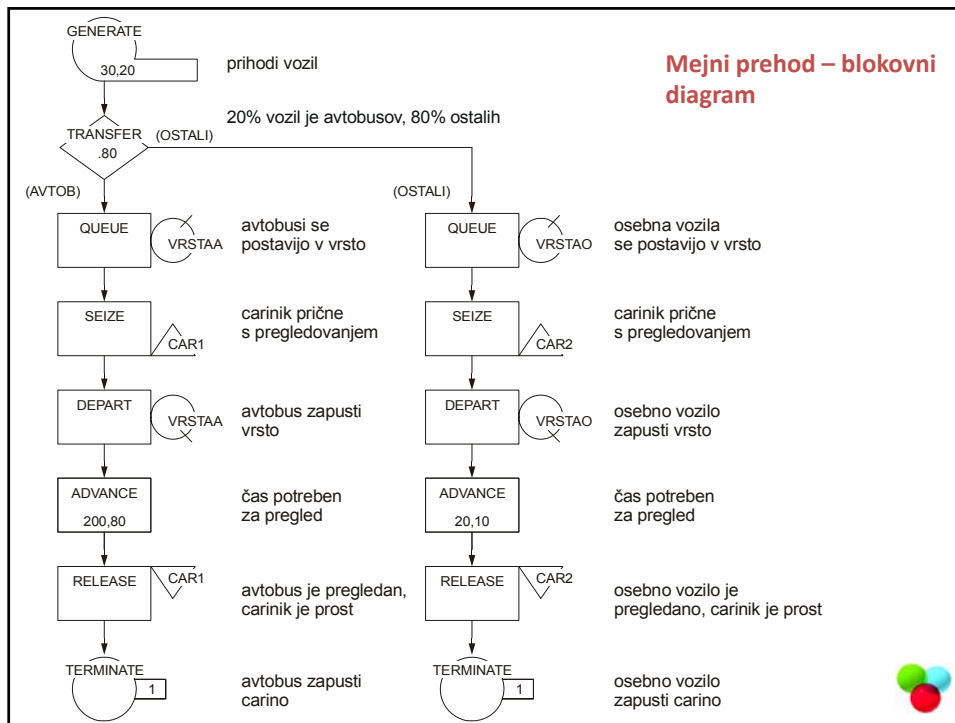 Mejni prehod – blokovni
diagram
GENERATE
30,20
prihodi vozil
20% vozil je avtobusov, 80% ostalih
TRANSFER
.80
(OSTALI)
(AVTOB)
(OSTALI)
QUEUE
VRSTAA
avtobusi se
postavijo v vrsto
QUEUE
VRSTAO
osebna vozila
se postavijo v vrsto
SEIZE
CAR1
carinik prične
s pregledovanjem
SEIZE
CAR2
carinik prične
s pregledovanjem
DEPART
VRSTAA
avtobus zapusti
vrsto
DEPART
VRSTAO
osebno vozilo
zapusti vrsto
ADVANCE
200,80
čas potreben
za pregled
ADVANCE
20,10
čas potreben
za pregled
RELEASE
CAR1
avtobus je pregledan,
carinik je prost
RELEASE
CAR2
osebno vozilo je
pregledano, carinik je prost
TERMINATE
1
avtobus zapusti
carino
TERMINATE
1
osebno vozilo
zapusti carino